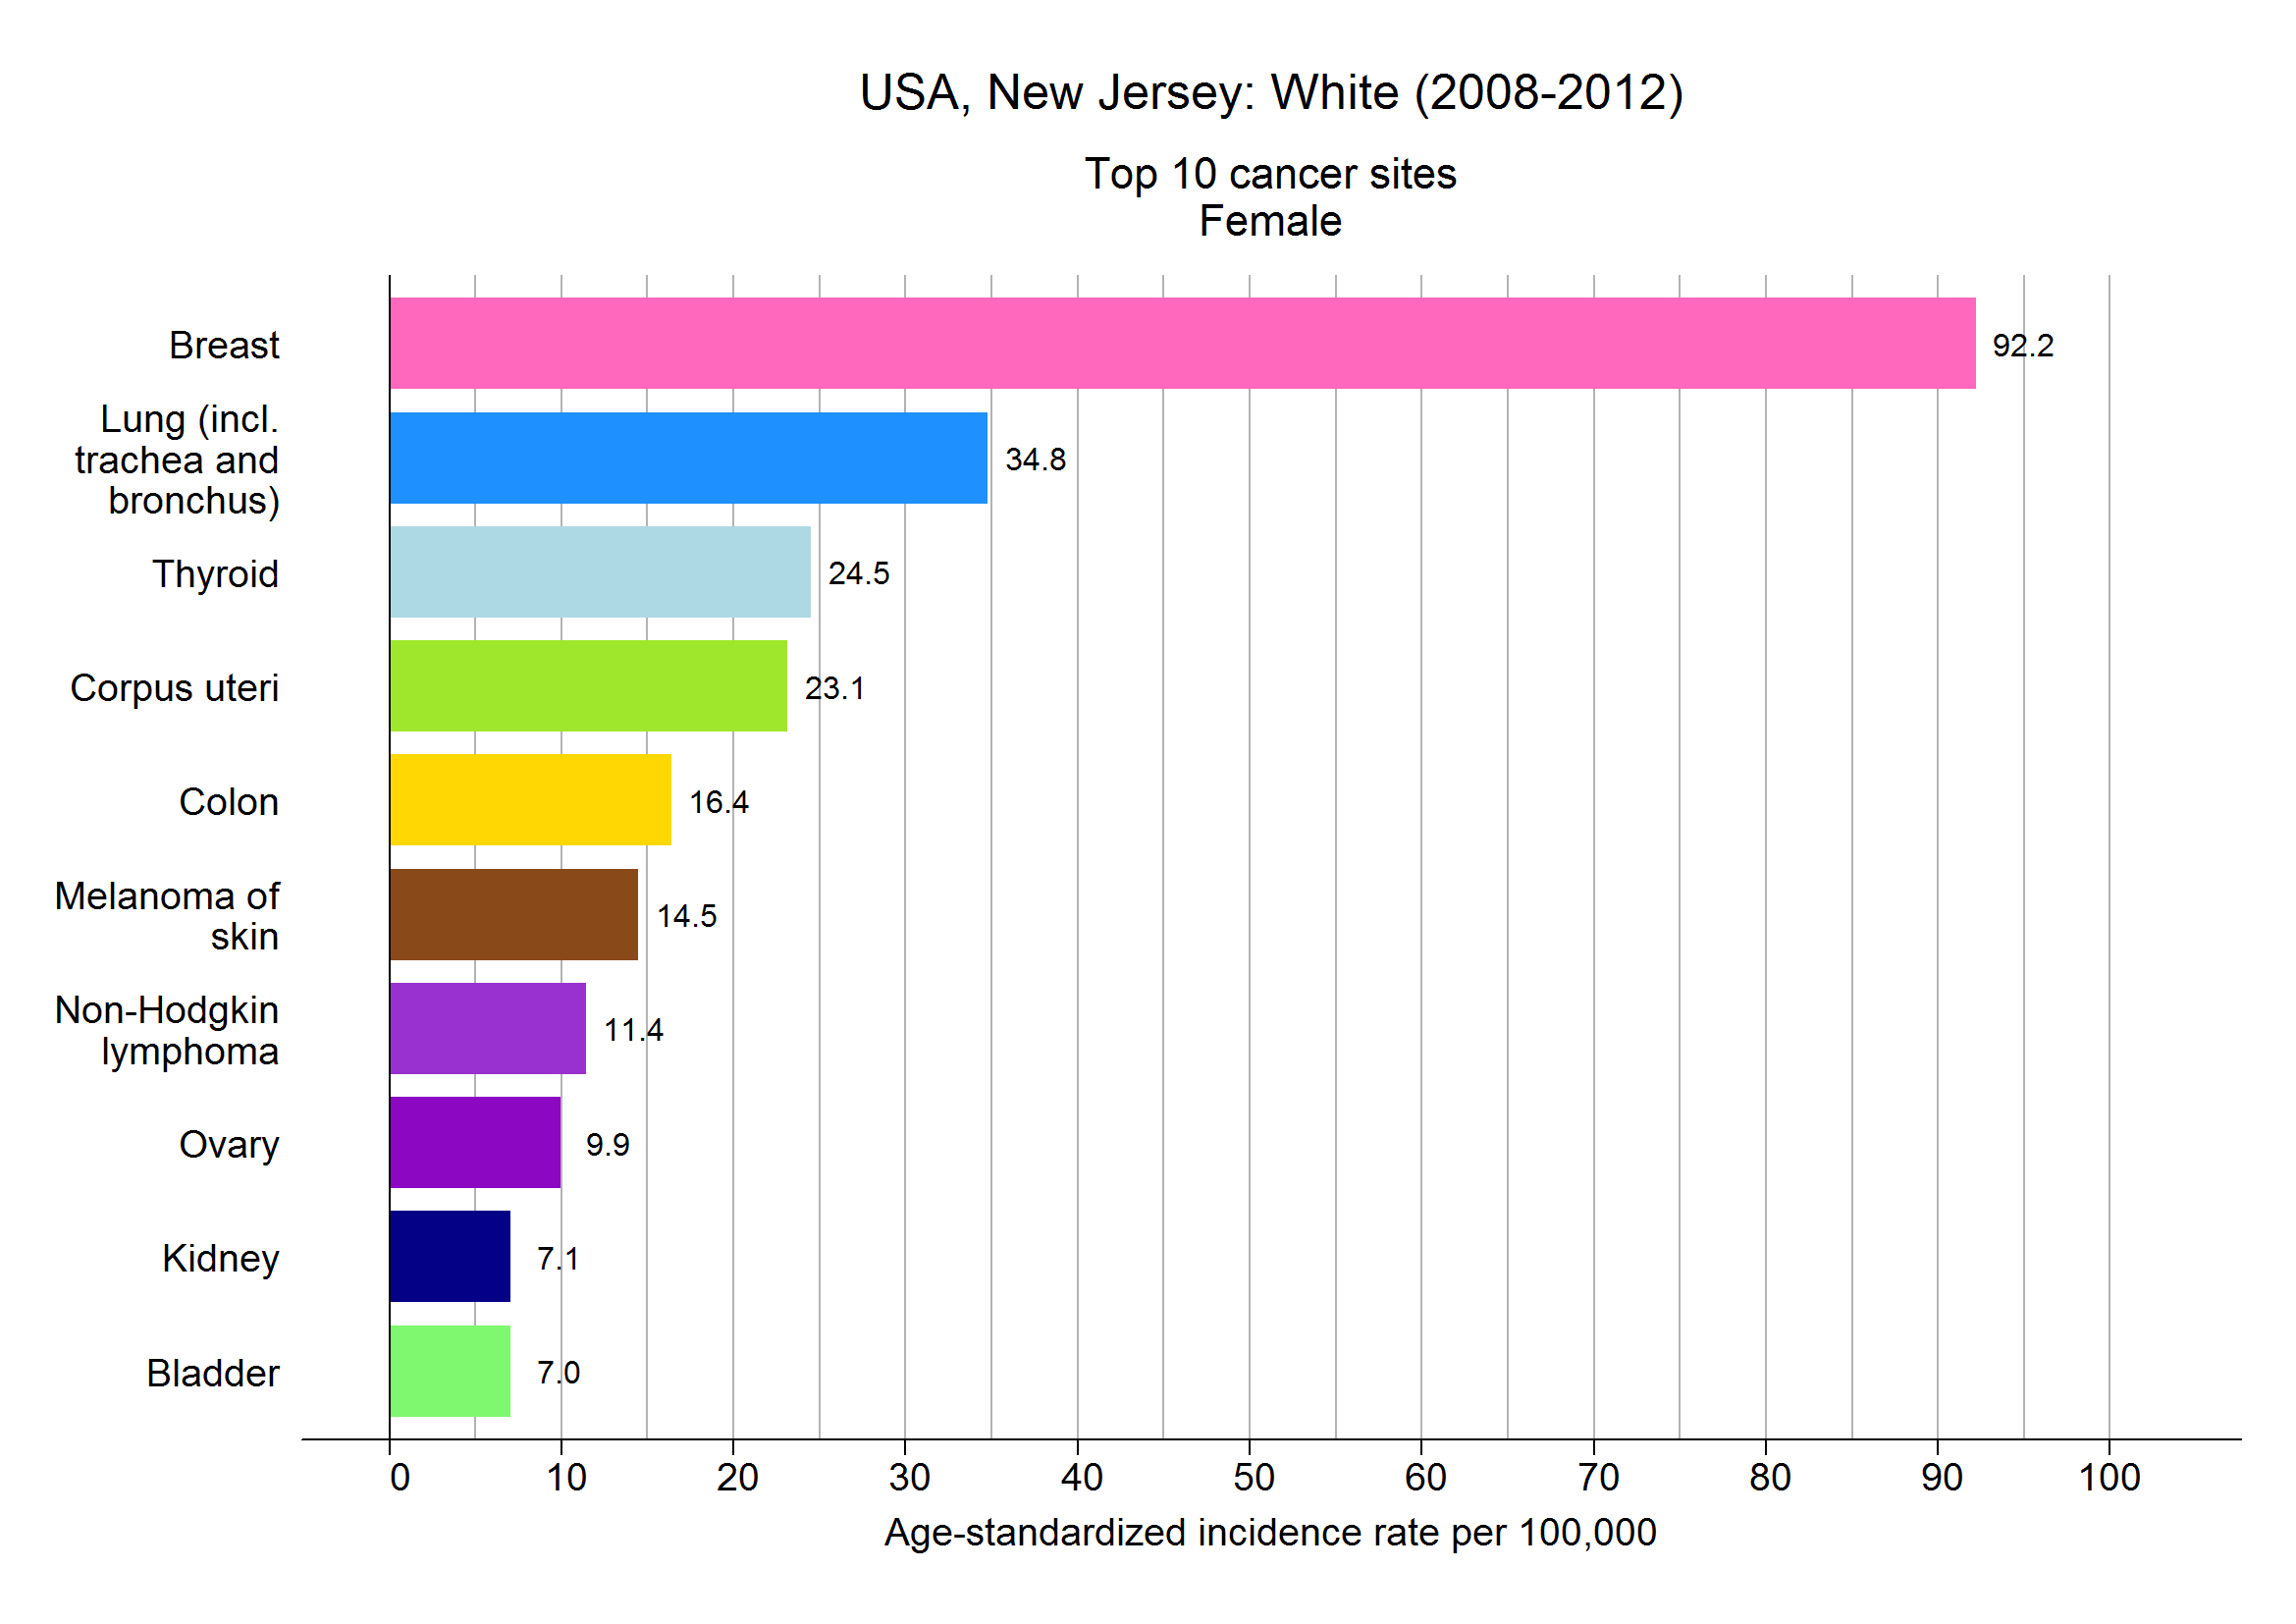 USA, New Jersey: White (2008-2012)
Top 10 cancer sites
Female
Breast
92.2
Lung (incl.
trachea and
bronchus)
34.8
Thyroid
24.5
Corpus uteri
23.1
Colon
16.4
Melanoma of
skin
14.5
Non-Hodgkin
lymphoma
11.4
Ovary
9.9
Kidney
7.1
Bladder
7.0
0 10 20 30 40 50 60 70 80 90 100
Age-standardized incidence rate per 100,000